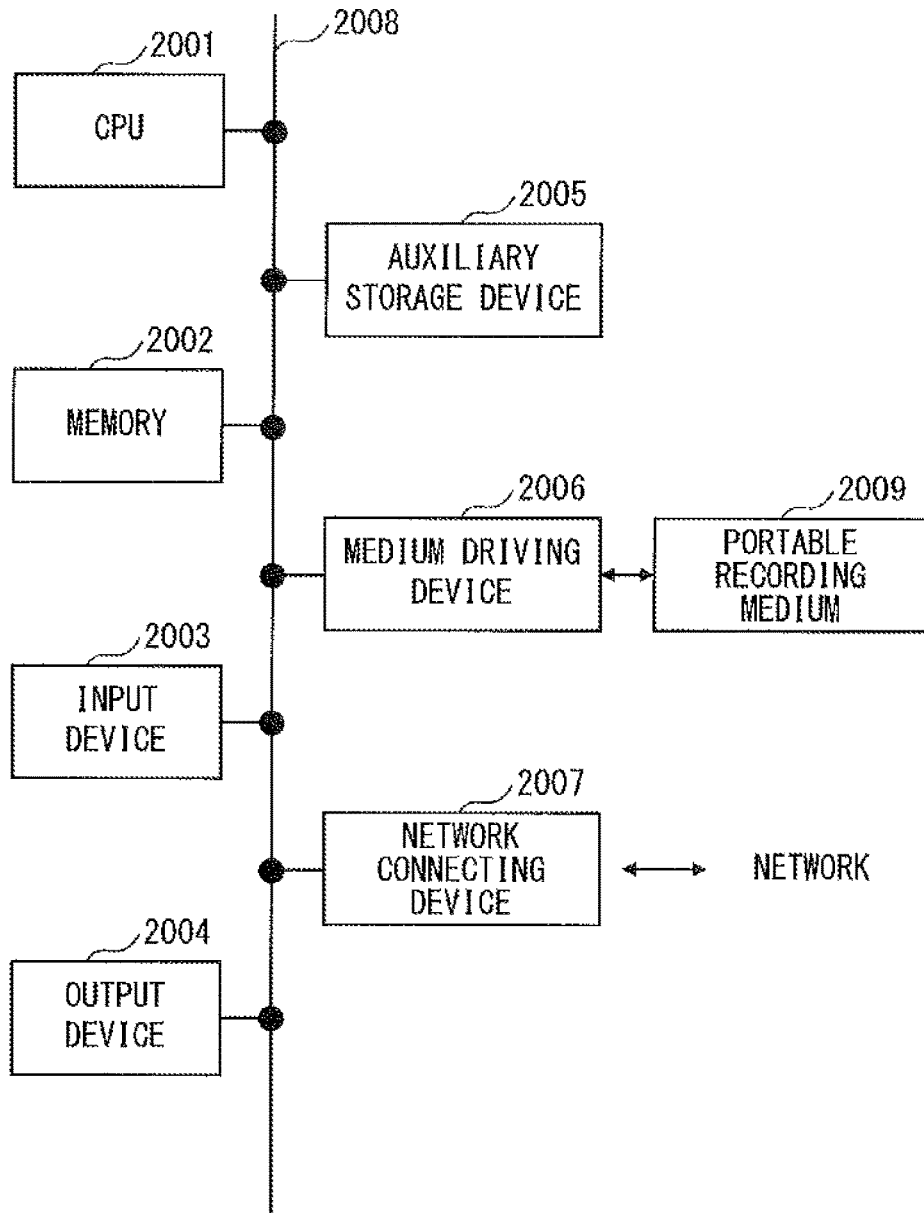 2008
2001
CPU
2005
AUXILIARY
STORAGE DEVICE
2002
MEMORY
2006
MEDIUM DRIVING
DEVICE
2009
PORTABLE
RECORDING
MEDIUM
2003
INPUT
DEVICE
2007
NETWORK
CONNECTING
DEVICE
NETWORK
2004
OUTPUT
DEVICE